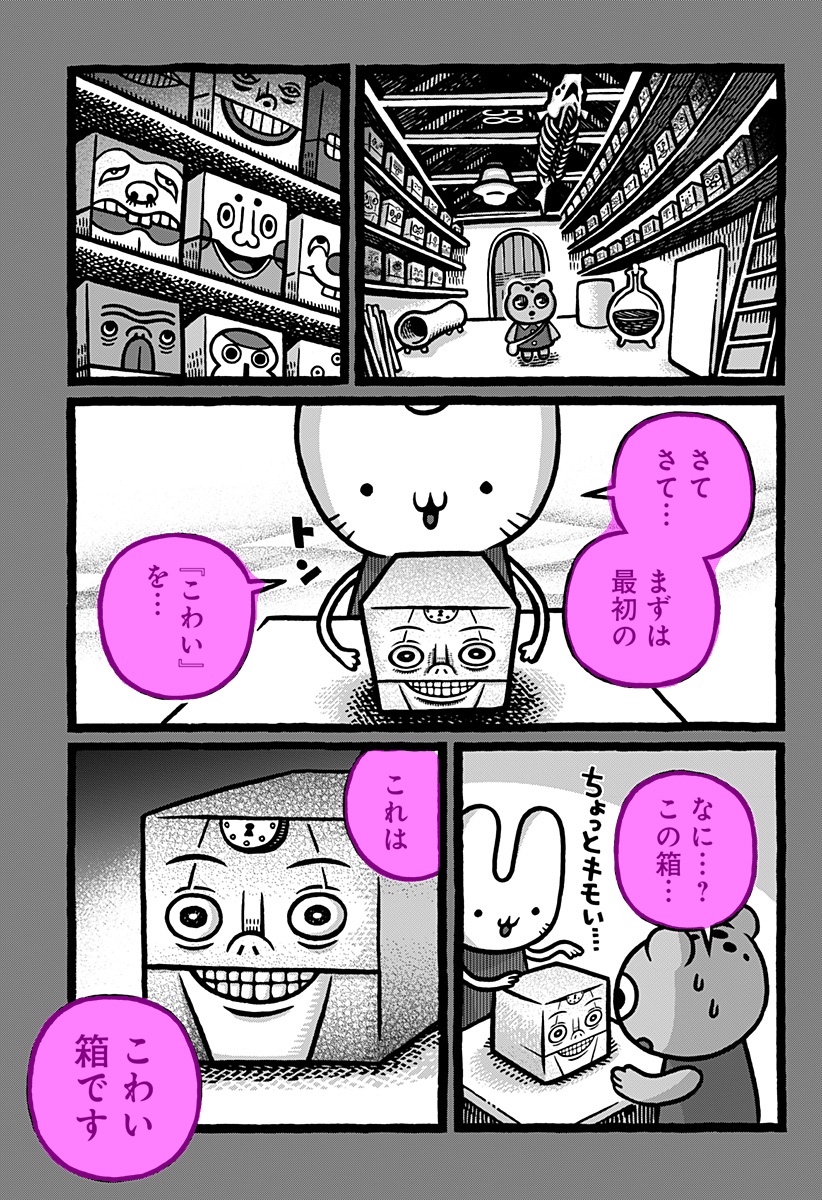 58
さて
さて…
まずは
最初の
トン
『こわい』
を…
なに…?
この箱…
ちょっとキモい…
これは
こわい
箱です